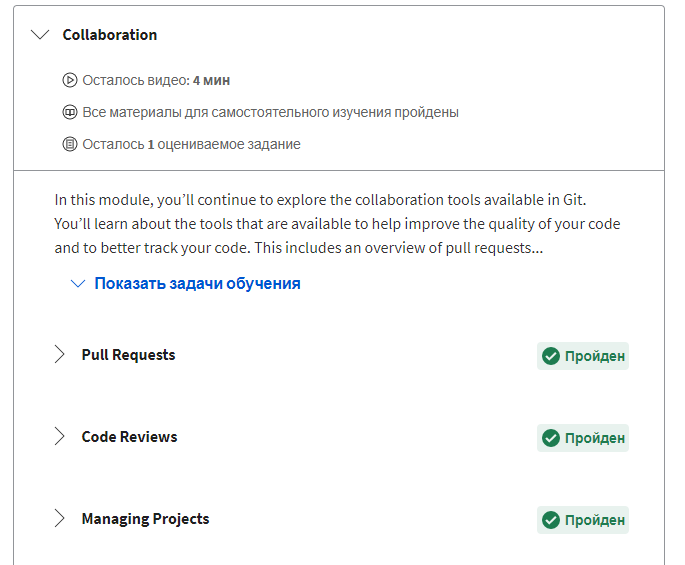 Collaboration
Осталось видео: 4 мин
Все материалы для самостоятельного изучения пройдены
Осталось 1 оцениваемое задание
In this module, you’ll continue to explore the collaboration tools available in Git.
You’ll learn about the tools that are available to help improve the quality of your code
and to better track your code. This includes an overview of pull requests...
Показать задачи обучения
Pull Requests Пройден
Code Reviews Пройден
Managing Projects Пройден